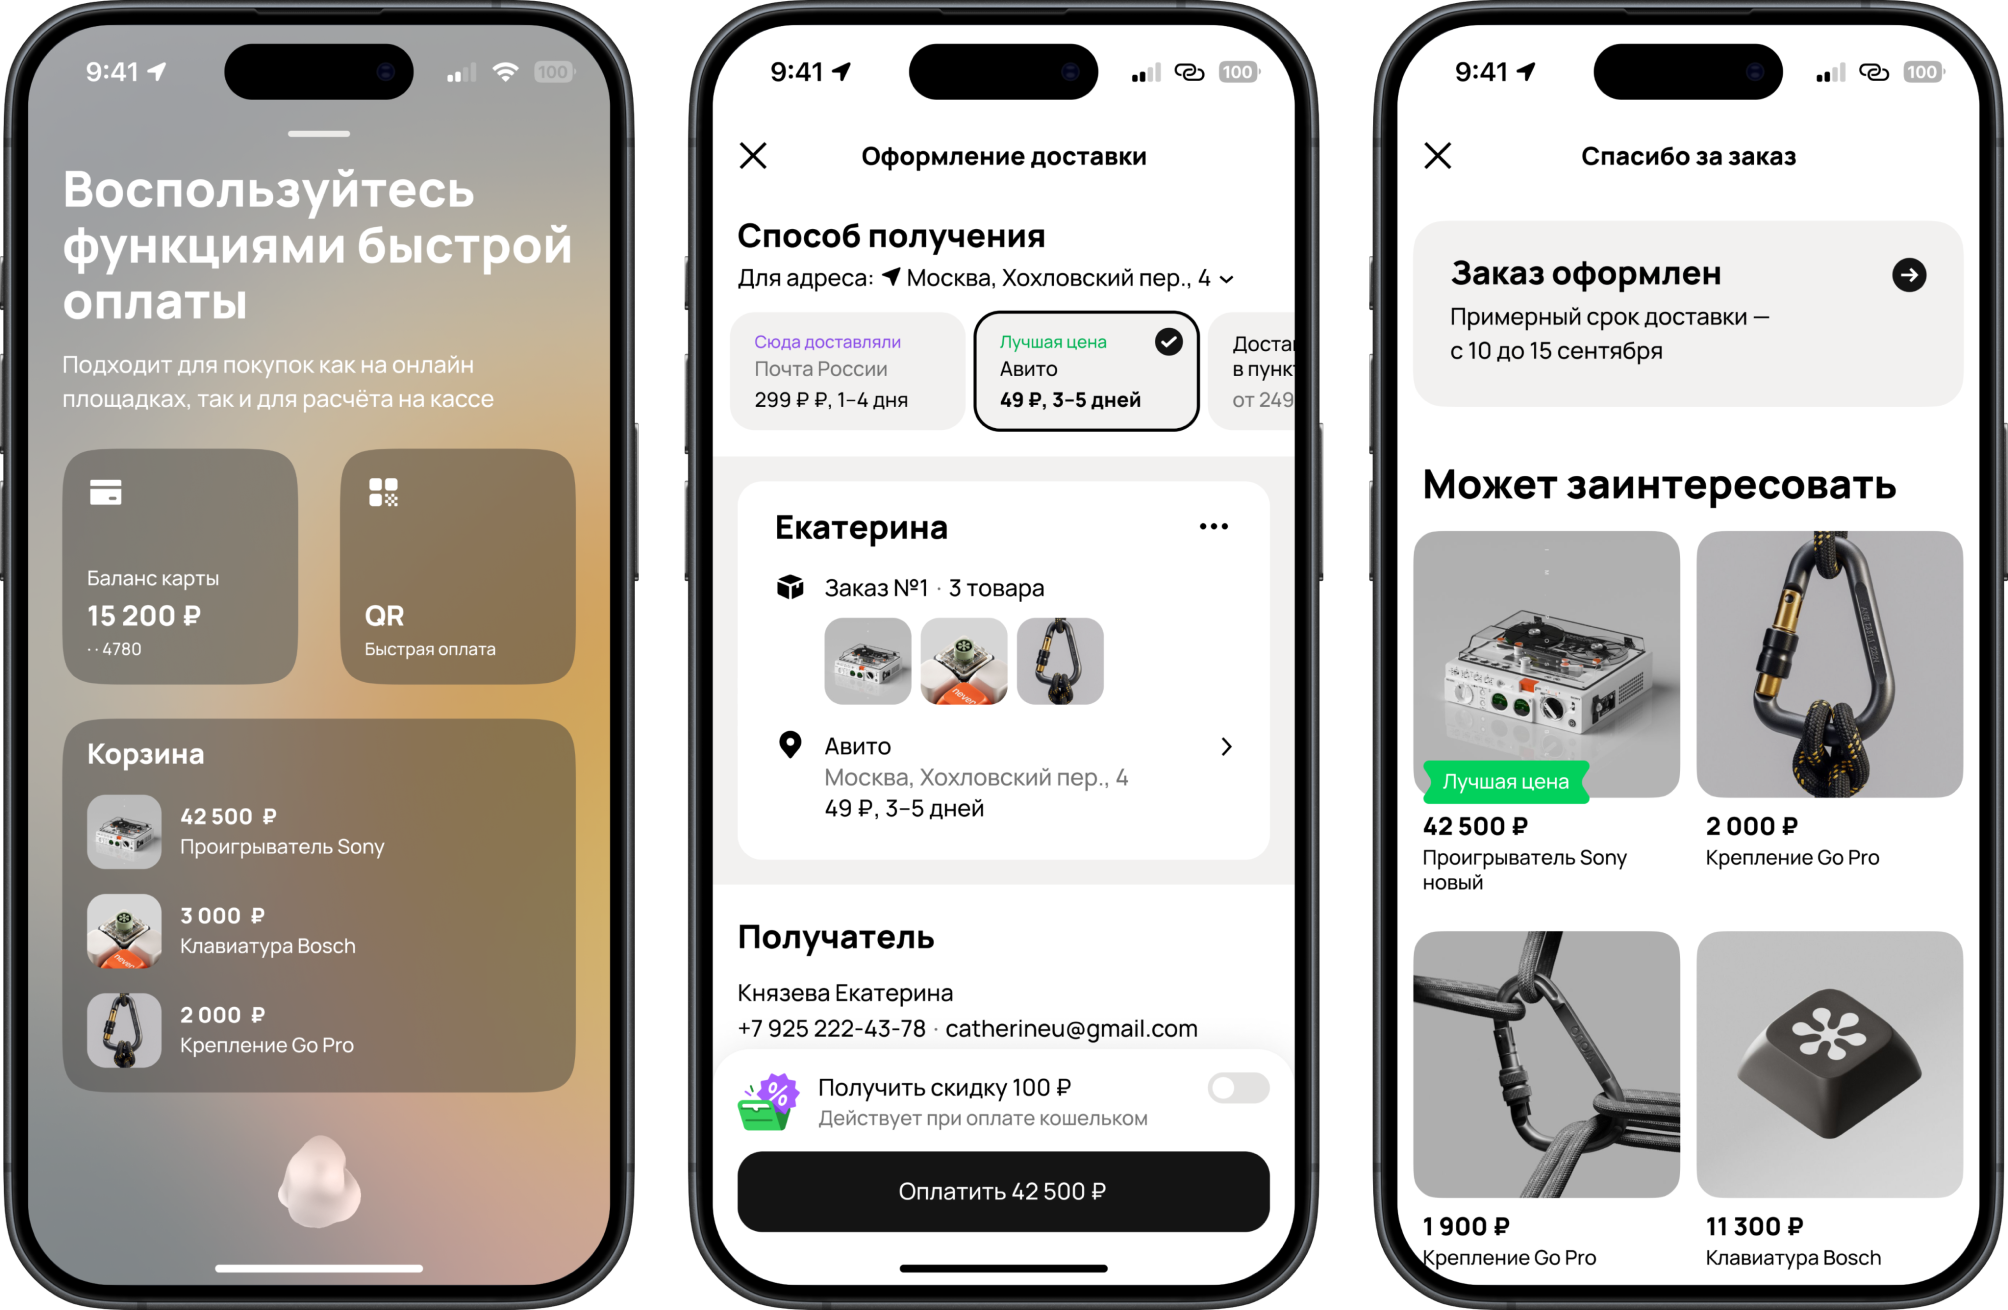 9:41
100
Воспользуйтесь
функциями быстрой
оплаты
Подходит для покупок как на онлайн
площадках, так и для расчёта на кассе
Баланс карты
15 200 ₽
·· 4780
QR
Быстрая оплата
Корзина
42 500 ₽
Проигрыватель Sony
3 000 ₽
Клавиатура Bosch
2 000 ₽
Крепление Go Pro
9:41
100
Оформление доставки
Способ получения
Для адреса: Москва, Хохловский пер., 4
Сюда доставляли
Почта России
299 ₽ ₽, 1–4 дня
Лучшая цена
Авито
49 ₽, 3–5 дней
Доста
в пунк
от 249
Екатерина
Заказ №1 · 3 товара
never
Авито
Москва, Хохловский пер., 4
49 ₽, 3–5 дней
Получатель
Князева Екатерина
+7 925 222-43-78 · catherineu@gmail.com
%
Получить скидку 100 ₽
Действует при оплате кошельком
Оплатить 42 500 ₽
9:41
100
Спасибо за заказ
Заказ оформлен
Примерный срок доставки —
с 10 до 15 сентября
Может заинтересовать
Лучшая цена
42 500 ₽
Проигрыватель Sony
новый
2 000 ₽
Крепление Go Pro
1 900 ₽
Крепление Go Pro
11 300 ₽
Клавиатура Bosch